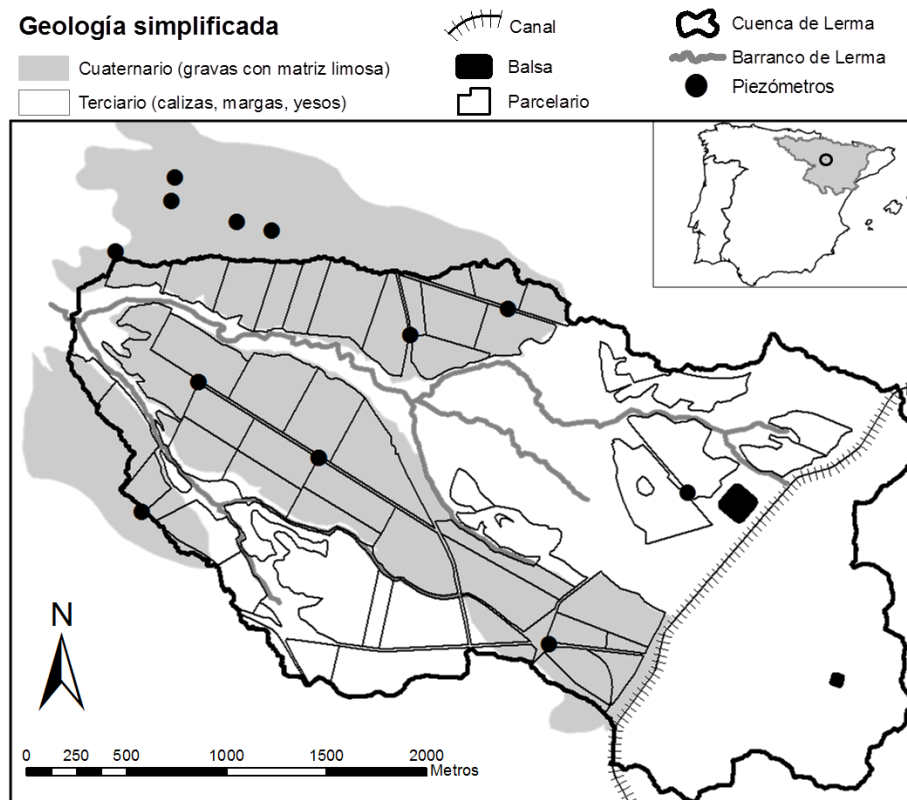 Geología simplificada
Cuaternario (gravas con matriz limosa)
Terciario (calizas, margas, yesos)
Canal
Balsa
Parcelario
Cuenca de Lerma
Barranco de Lerma
Piezómetros
N
0 250 500 1000 1500 2000
Metros